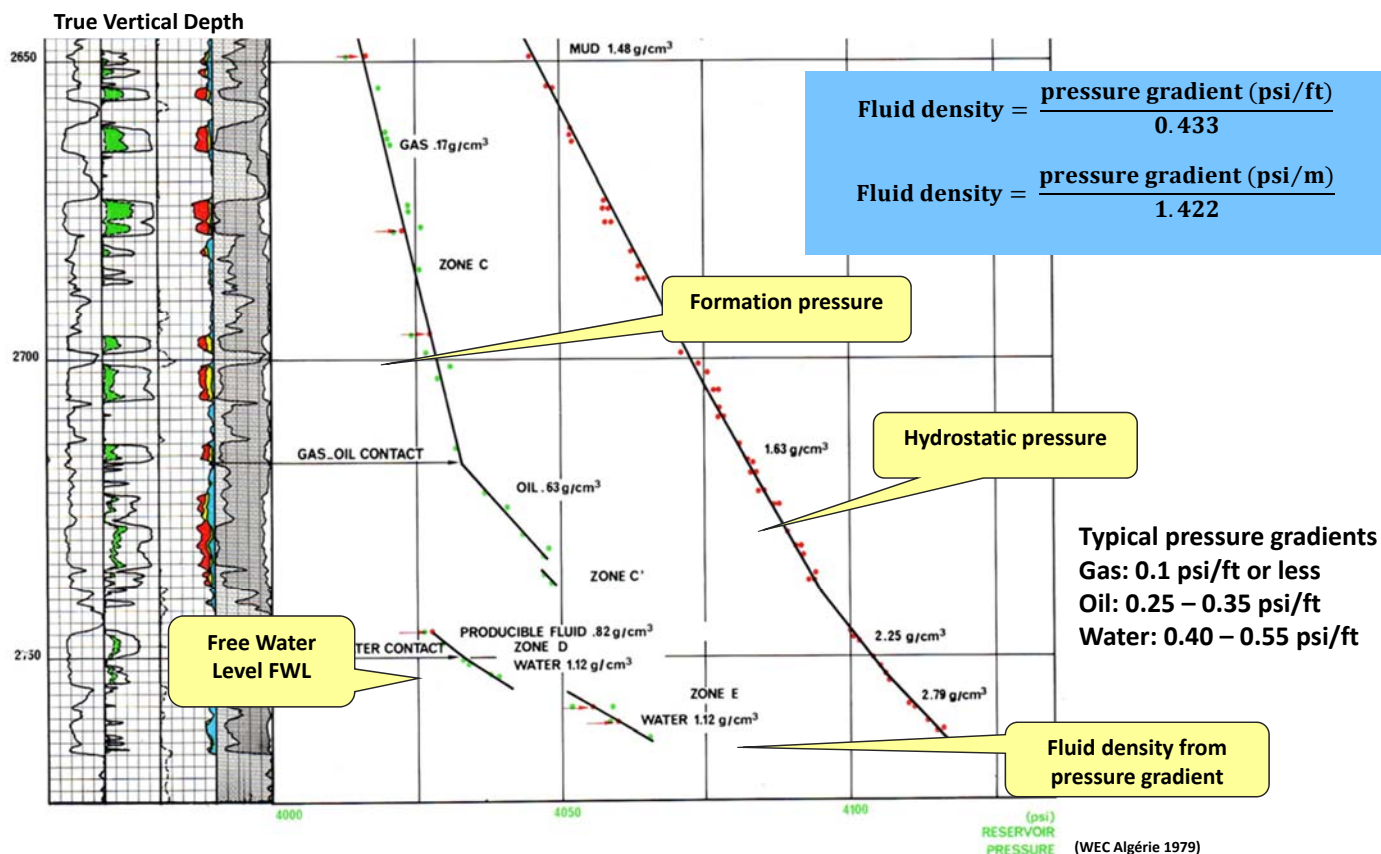 True Vertical Depth
2650
MUD 1.48 g/cm³
Fluid density = pressure gradient (psi/ft)
0.433
Fluid density = pressure gradient (psi/m)
1.422
GAS .17g/cm³
ZONE C
Formation pressure
2700
Hydrostatic pressure
1.63 g/cm³
GAS_OIL CONTACT
OIL .63 g/cm³
Typical pressure gradients
Gas: 0.1 psi/ft or less
Oil: 0.25 – 0.35 psi/ft
Water: 0.40 – 0.55 psi/ft
ZONE C'
Free Water
Level FWL
PRODUCIBLE FLUID .82 g/cm³
TER CONTACT
ZONE D
WATER 1.12 g/cm³
2.25 g/cm³
2.79 g/cm³
ZONE E
WATER 1.12 g/cm³
Fluid density from
pressure gradient
4000
4050
4100
(psi)
RESERVOIR
PRESSURE
(WEC Algérie 1979)